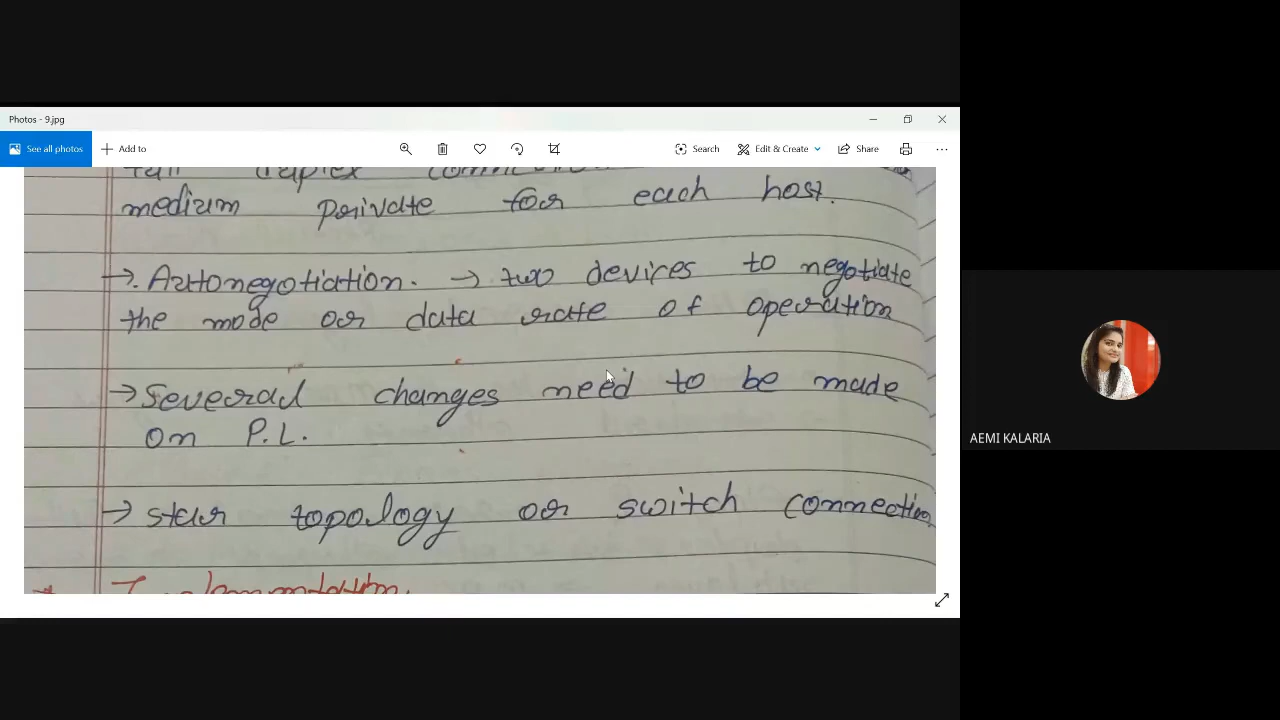 Photos - 9.jpg
See all photos
Add to
Search
Edit & Create
Share
medium private for each host.
→. Autonegotiation. → two devices to negotiate
the mode or data rate of operation
→ Several changes need to be made
on P.L.
→ star topology or switch connection
Implementation.
AEMI KALARIA